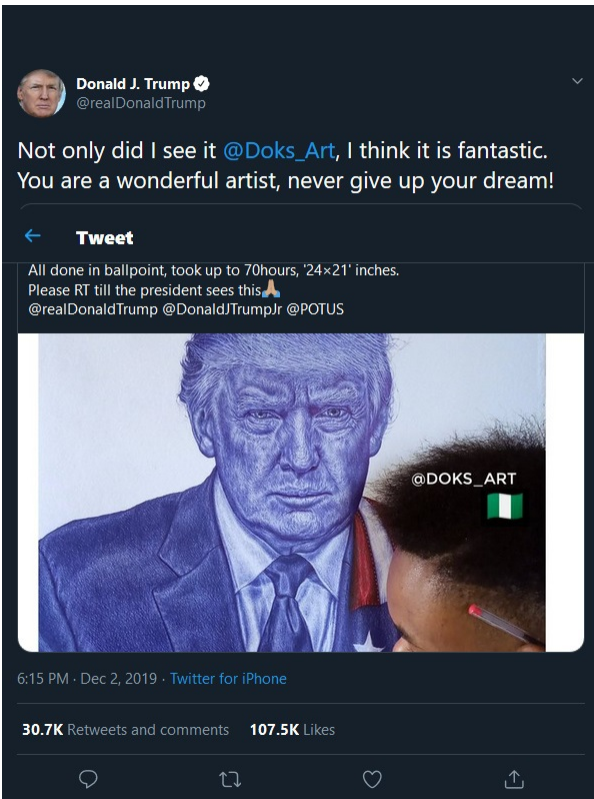 Donald J. Trump
@realDonaldTrump
Not only did I see it @Doks_Art, I think it is fantastic.
You are a wonderful artist, never give up your dream!
Tweet
All done in ballpoint, took up to 70hours, '24×21' inches.
Please RT till the president sees this🙏🏽
@realDonaldTrump @DonaldJTrumpJr @POTUS
@DOKS_ART
6:15 PM · Dec 2, 2019 · Twitter for iPhone
30.7K Retweets and comments 107.5K Likes